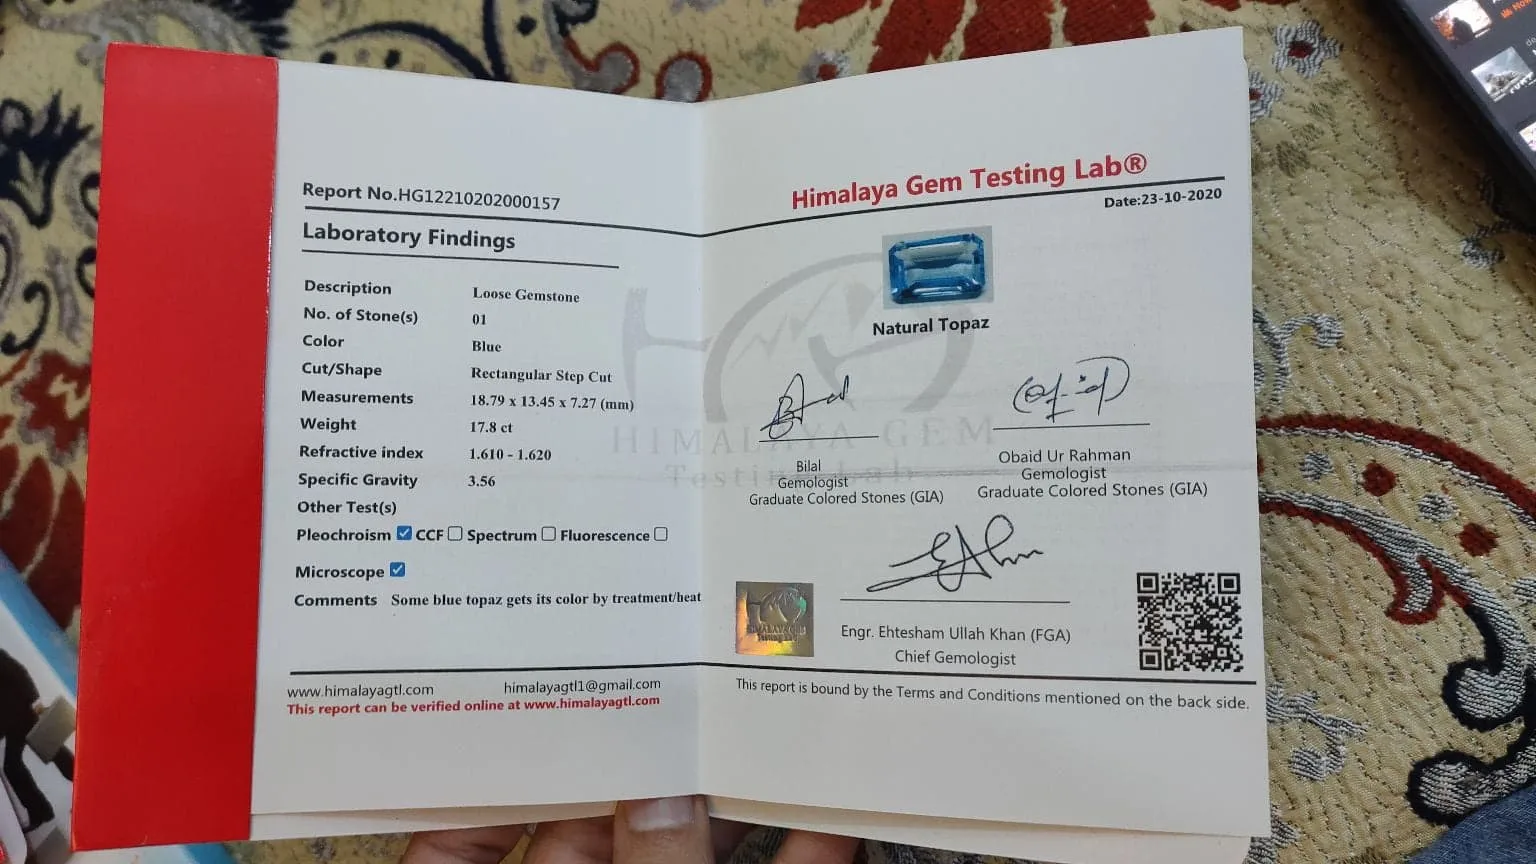 Report No.HG12210202000157
Laboratory Findings
Description Loose Gemstone
No. of Stone(s) 01
Color Blue
Cut/Shape Rectangular Step Cut
Measurements 18.79 x 13.45 x 7.27 (mm)
Weight 17.8 ct
Refractive index 1.610 - 1.620
Specific Gravity 3.56
Other Test(s)
Pleochroism CCF Spectrum Fluorescence
Microscope
Comments Some blue topaz gets its color by treatment/heat
www.himalayagtl.com himalayagtl1@gmail.com
This report can be verified online at www.himalayagtl.com
Himalaya Gem Testing Lab®
Date:23-10-2020
Natural Topaz
HIMALAYA GEM
Testing Lab
Bilal
Gemologist
Graduate Colored Stones (GIA)
Obaid Ur Rahman
Gemologist
Graduate Colored Stones (GIA)
Engr. Ehtesham Ullah Khan (FGA)
Chief Gemologist
This report is bound by the Terms and Conditions mentioned on the back side.